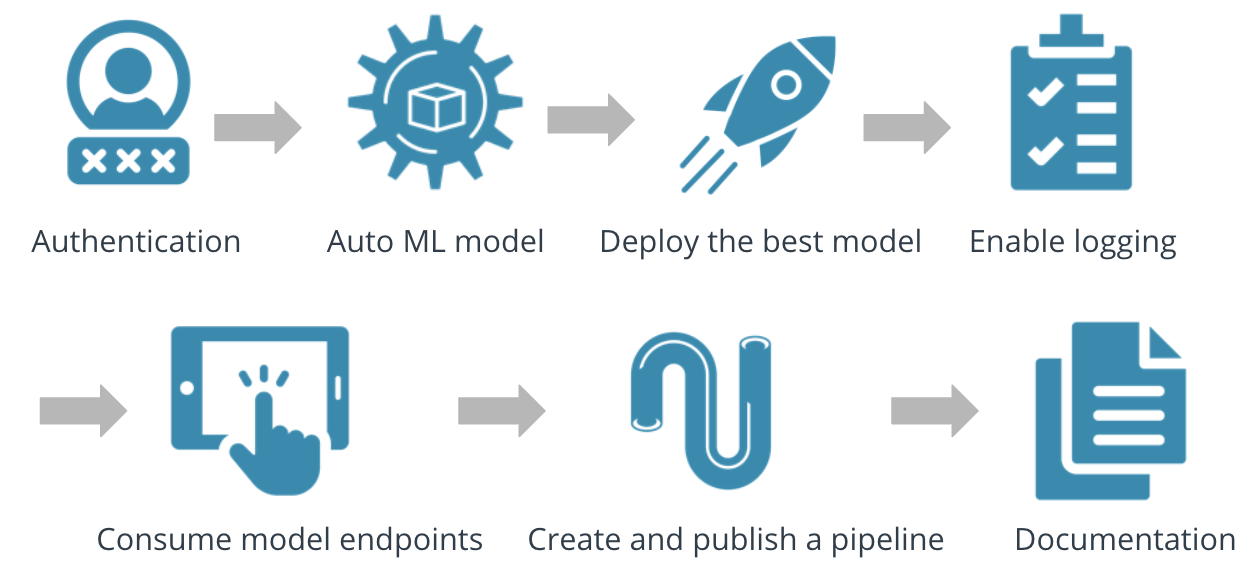 Authentication
Auto ML model
Deploy the best model
Enable logging
Consume model endpoints
Create and publish a pipeline
Documentation